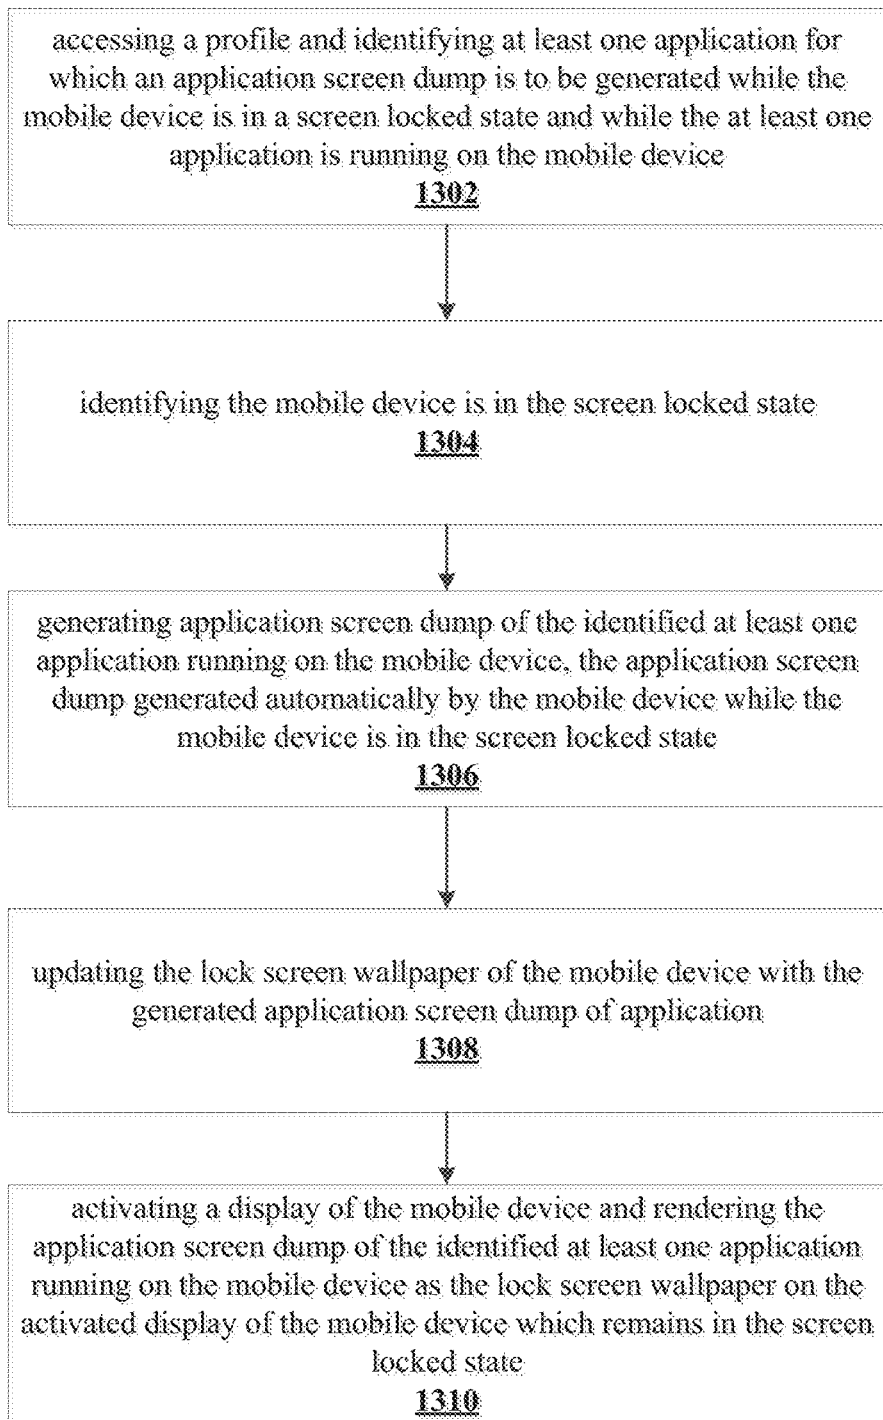 accessing a profile and identifying at least one application for
which an application screen dump is to be generated while the
mobile device is in a screen locked state and while the at least one
application is running on the mobile device
1302
identifying the mobile device is in the screen locked state
1304
generating application screen dump of the identified at least one
application running on the mobile device, the application screen
dump generated automatically by the mobile device while the
mobile device is in the screen locked state
1306
updating the lock screen wallpaper of the mobile device with the
generated application screen dump of application
1308
activating a display of the mobile device and rendering the
application screen dump of the identified at least one application
running on the mobile device as the lock screen wallpaper on the
activated display of the mobile device which remains in the screen
locked state
1310